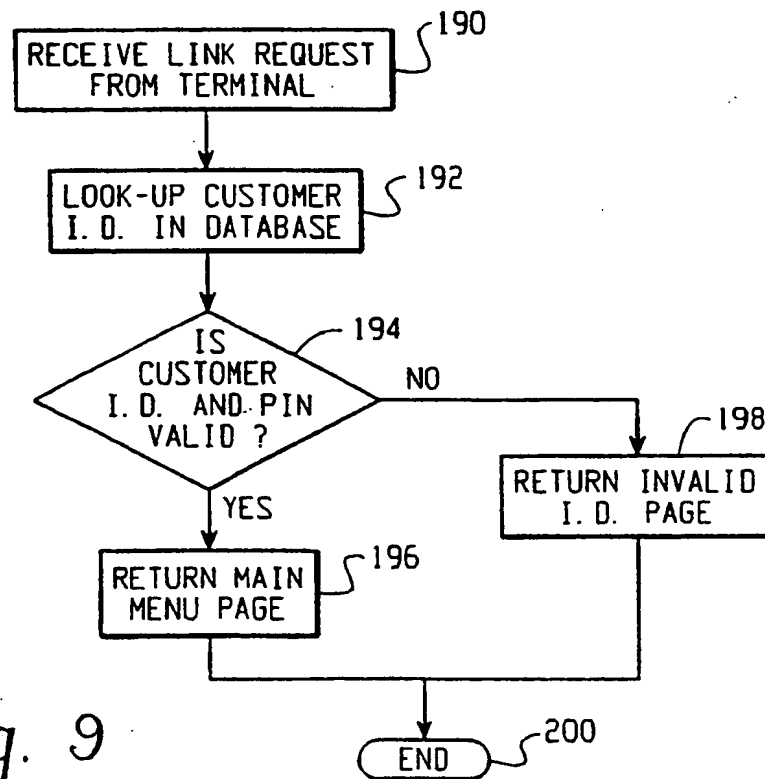 190
RECEIVE LINK REQUEST
FROM TERMINAL
192
LOOK-UP CUSTOMER
I. D. IN DATABASE
194
IS
CUSTOMER
I. D. AND PIN
VALID ?
NO
YES
198
RETURN INVALID
I. D. PAGE
196
RETURN MAIN
MENU PAGE
200
END
g. 9